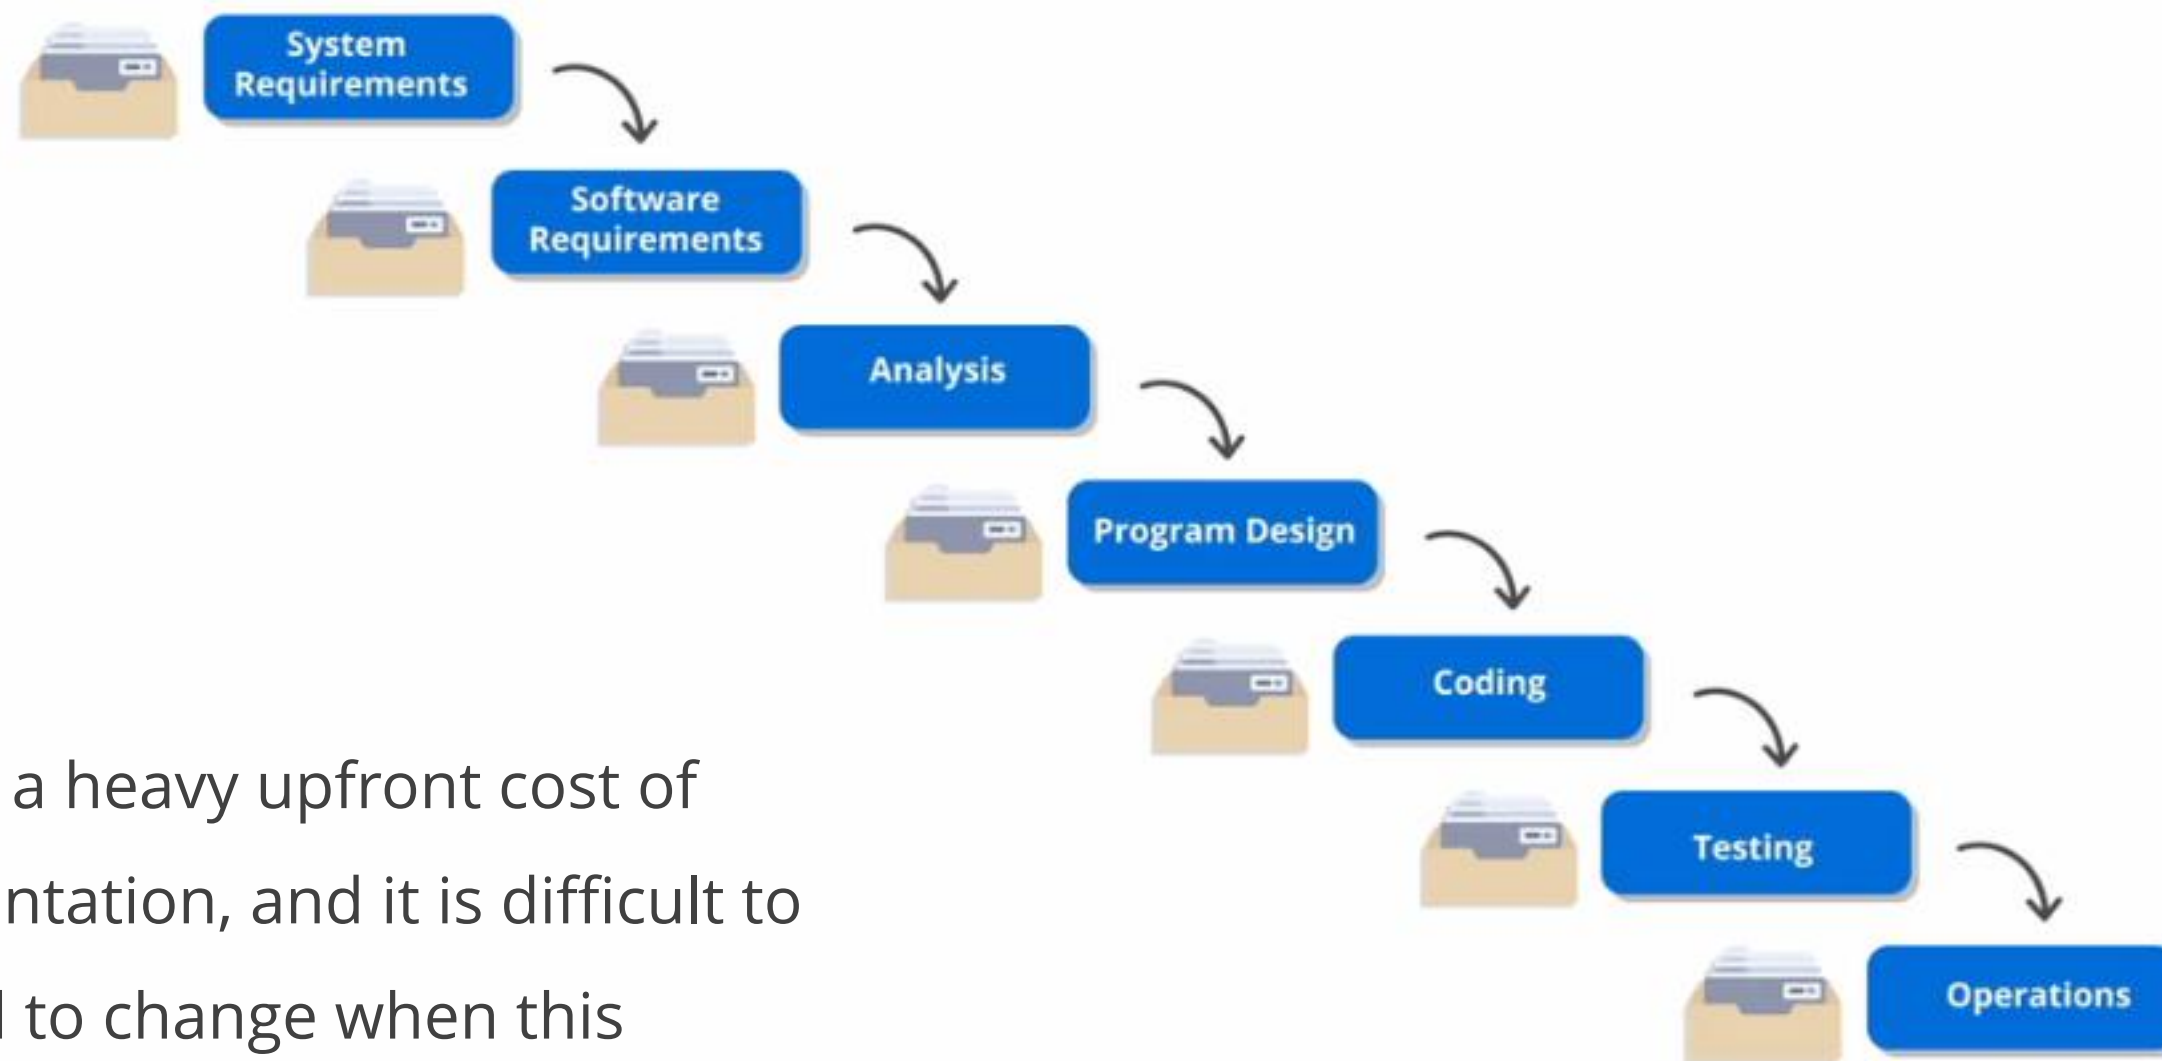 System
Requirements
Software
Requirements
Analysis
Program Design
Coding
a heavy upfront cost of
Testing
ntation, and it is difficult to
Operations
to change when this